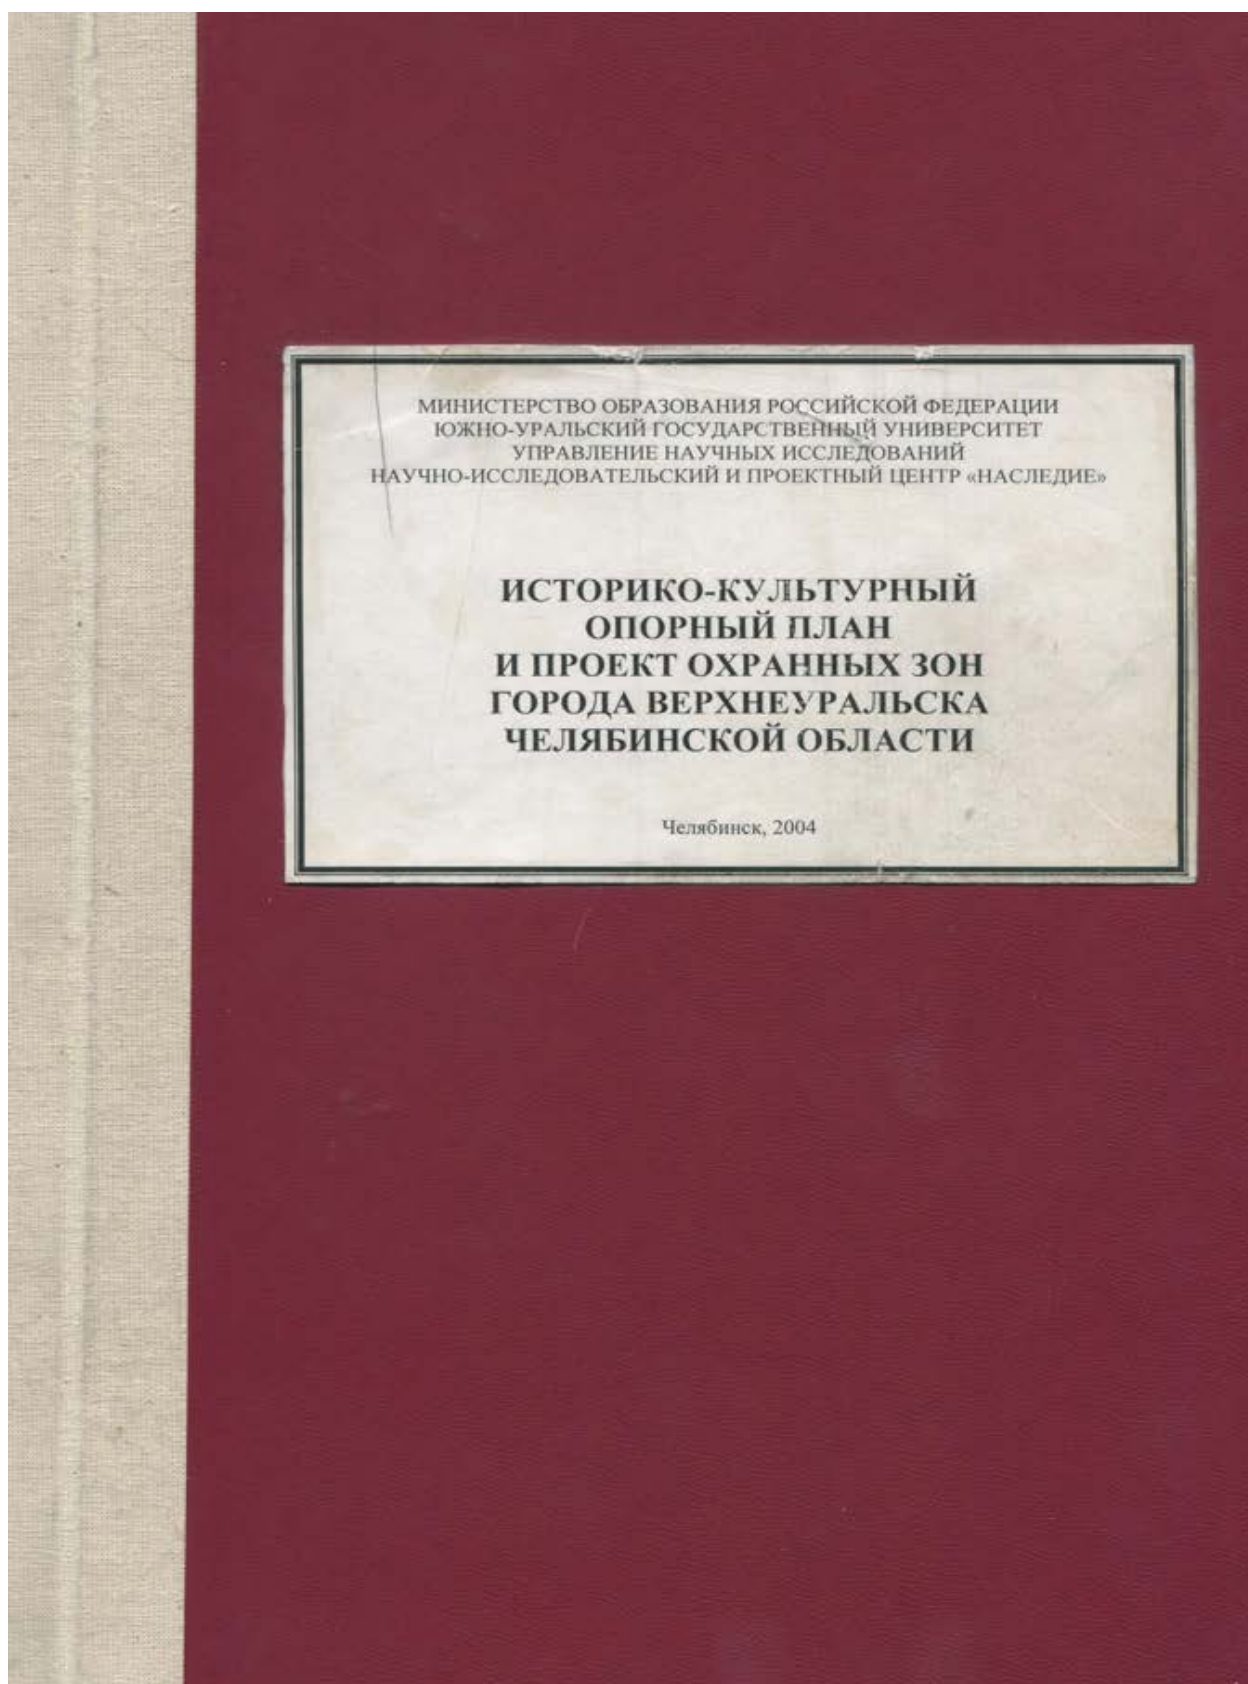 МИНИСТЕРСТВО ОБРАЗОВАНИЯ РОССИЙСКОЙ ФЕДЕРАЦИИ
ЮЖНО-УРАЛЬСКИЙ ГОСУДАРСТВЕННЫЙ УНИВЕРСИТЕТ
УПРАВЛЕНИЕ НАУЧНЫХ ИССЛЕДОВАНИЙ
НАУЧНО-ИССЛЕДОВАТЕЛЬСКИЙ И ПРОЕКТНЫЙ ЦЕНТР «НАСЛЕДИЕ»
ИСТОРИКО-КУЛЬТУРНЫЙ
ОПОРНЫЙ ПЛАН
И ПРОЕКТ ОХРАННЫХ ЗОН
ГОРОДА ВЕРХНЕУРАЛЬСКА
ЧЕЛЯБИНСКОЙ ОБЛАСТИ
Челябинск, 2004